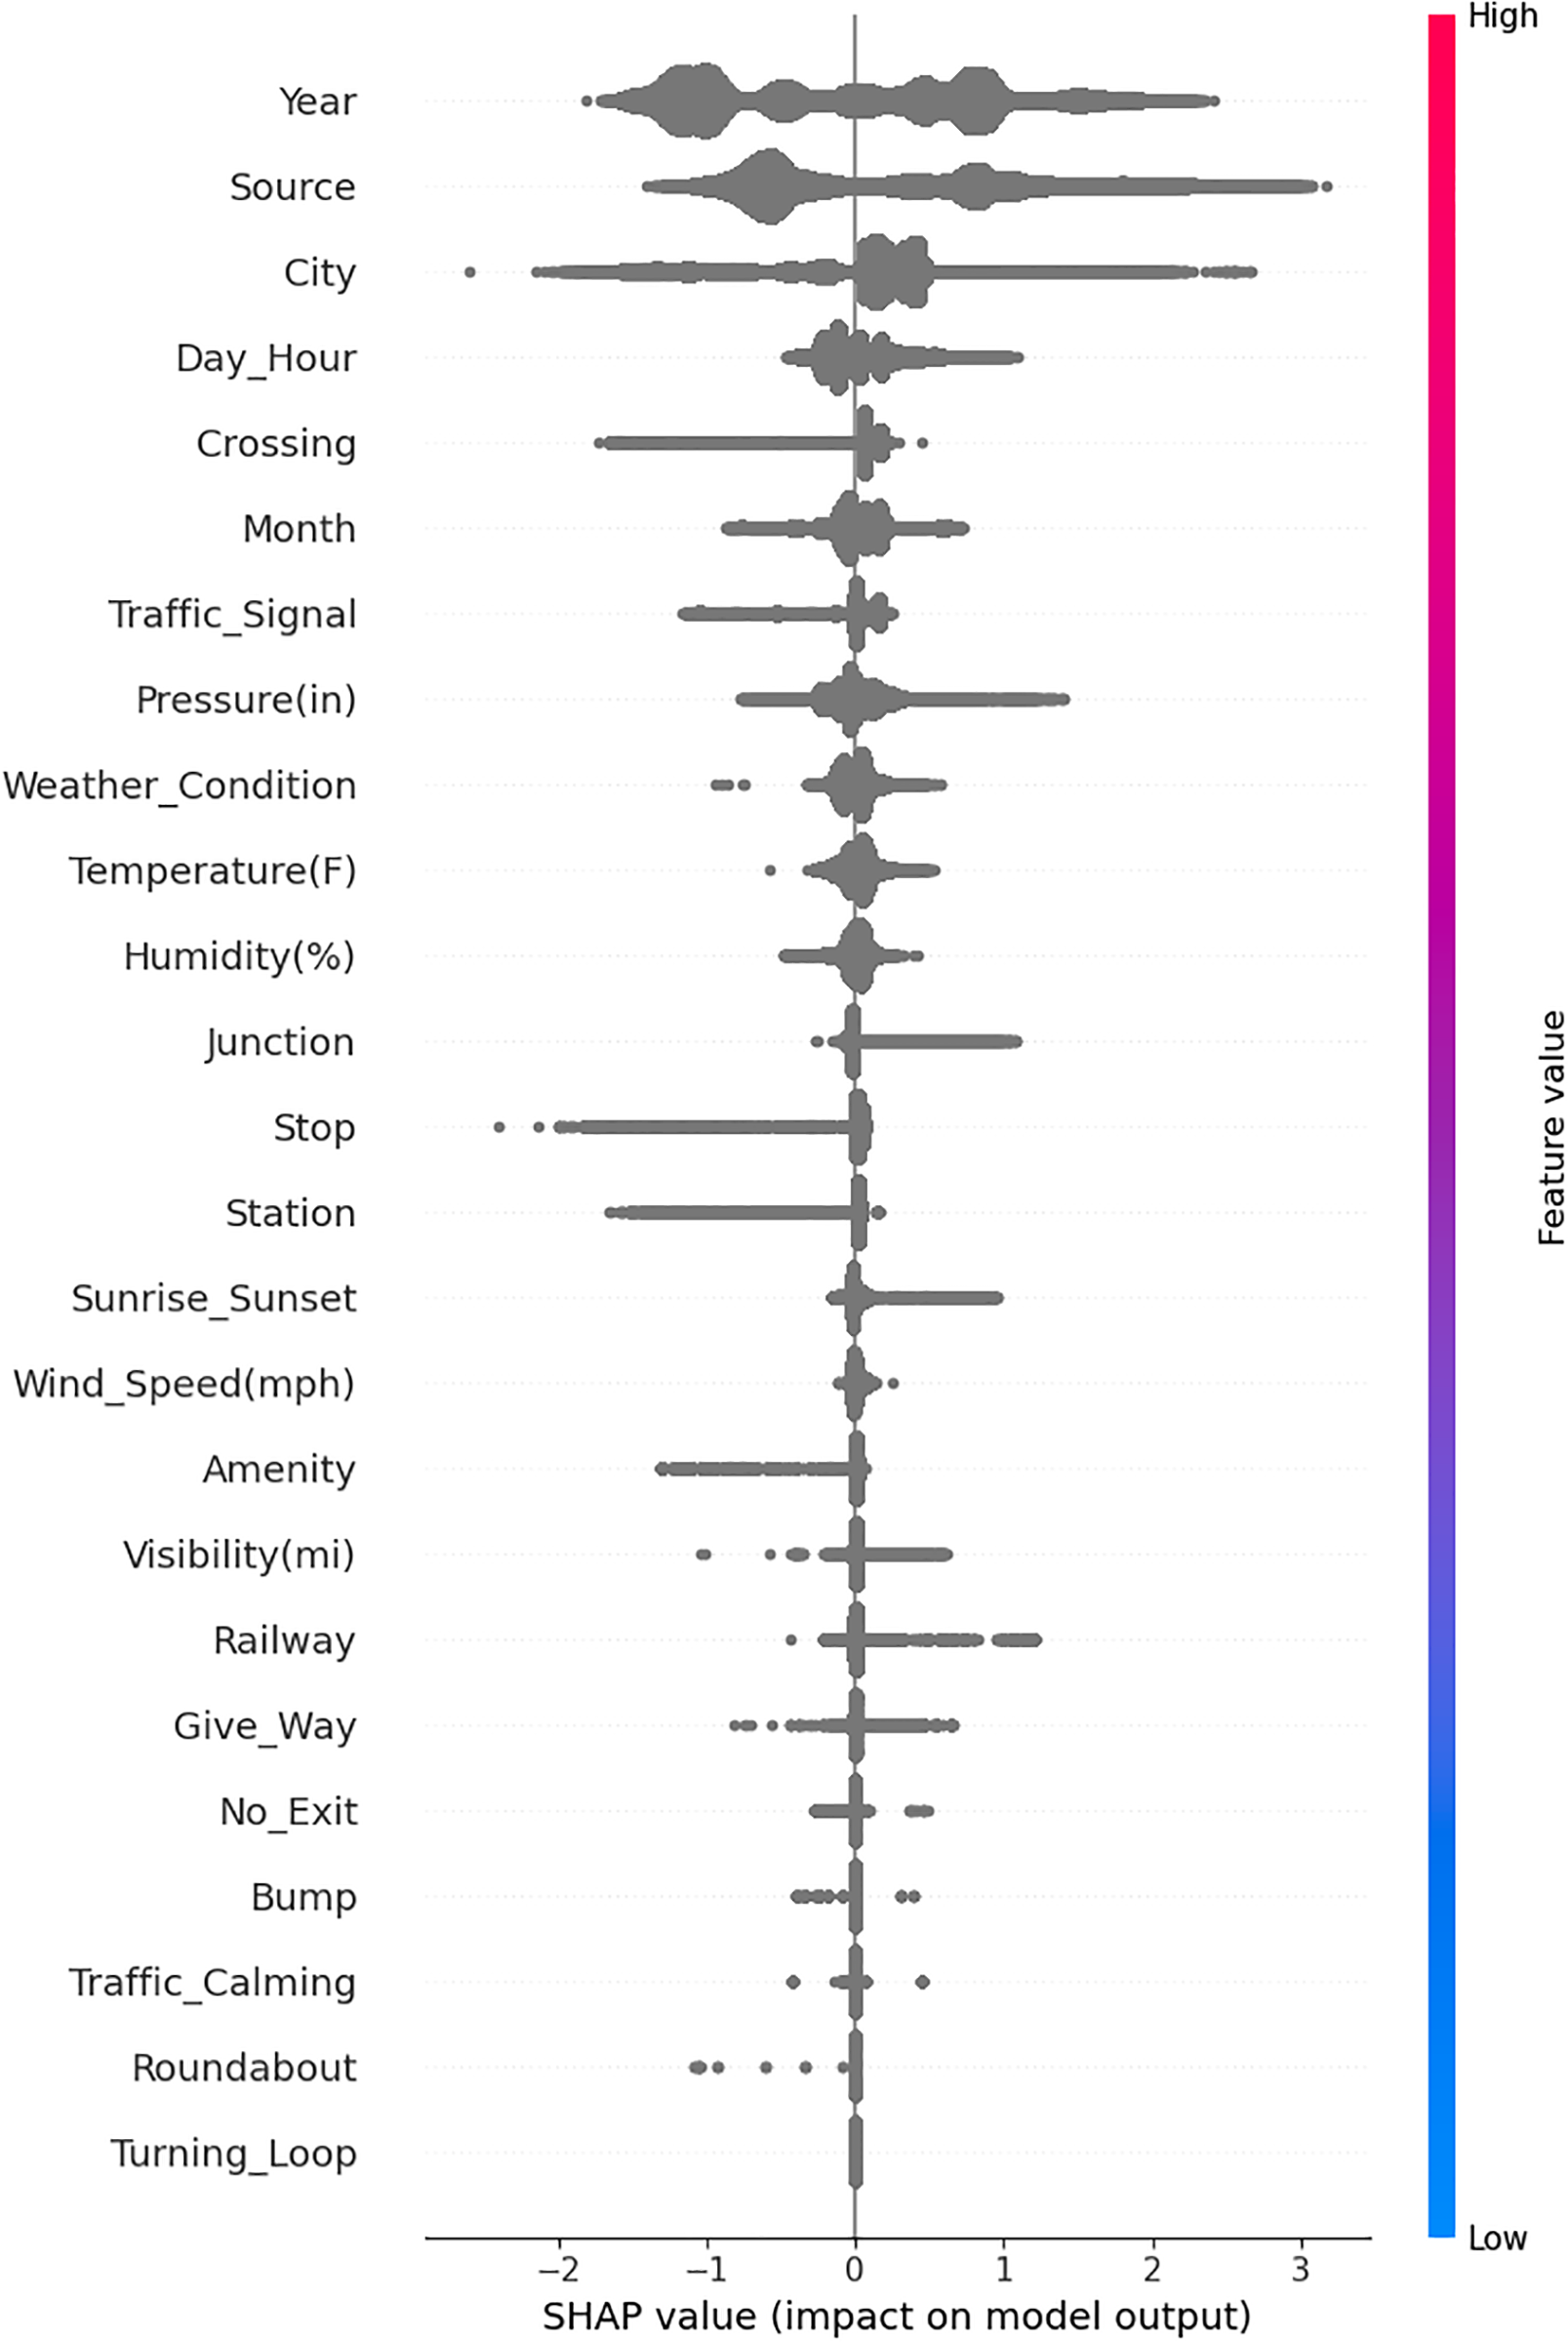 High
Year
Source
City
Day_Hour
Crossing
Month
Traffic_Signal
Pressure(in)
Weather_Condition
Temperature(F)
Humidity(%)
Junction
Stop
Station
Sunrise_Sunset
Wind_Speed(mph)
Amenity
Visibility(mi)
Railway
Give_Way
No_Exit
Bump
Traffic_Calming
Roundabout
Turning_Loop
Feature value
Low
−2 −1 0 1 2 3
SHAP value (impact on model output)